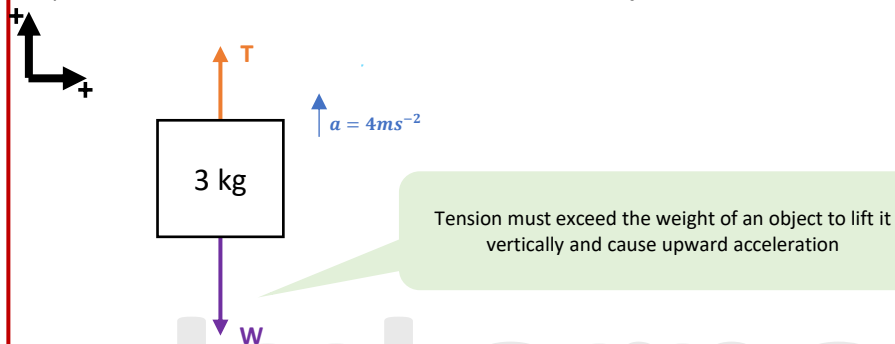 +
+
T
a = 4ms⁻²
3 kg
Tension must exceed the weight of an object to lift it
vertically and cause upward acceleration
W